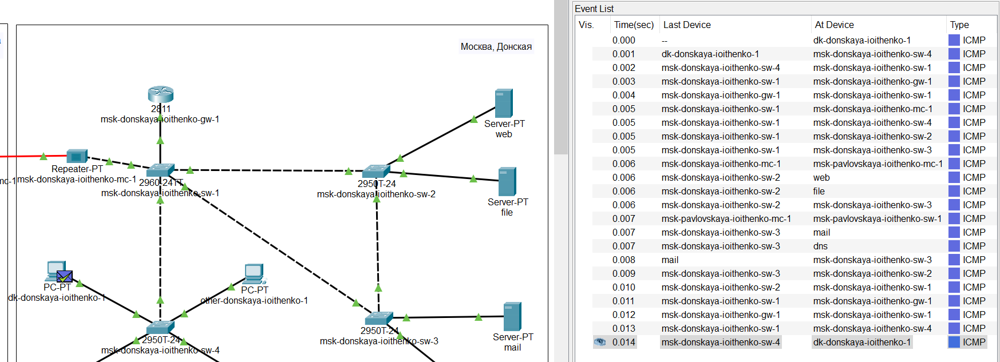 Москва, Донская
2811
msk-donskaya-ioithenko-gw-1
Server-PT
web
Repeater-PT
msk-donskaya-ioithenko-mc-1
mc-1
2960-24TT
msk-donskaya-ioithenko-sw-1
2950T-24
msk-donskaya-ioithenko-sw-2
Server-PT
file
PC-PT
dk-donskaya-ioithenko-1
PC-PT
other-donskaya-ioithenko-1
2950T-24
msk-donskaya-ioithenko-sw-3
Server-PT
mail
2950T-24
msk-donskaya-ioithenko-sw-4
Event List
Vis. Time(sec) Last Device At Device Type
0.000 -- dk-donskaya-ioithenko-1 ICMP
0.001 dk-donskaya-ioithenko-1 msk-donskaya-ioithenko-sw-4 ICMP
0.002 msk-donskaya-ioithenko-sw-4 msk-donskaya-ioithenko-sw-1 ICMP
0.003 msk-donskaya-ioithenko-sw-1 msk-donskaya-ioithenko-gw-1 ICMP
0.004 msk-donskaya-ioithenko-gw-1 msk-donskaya-ioithenko-sw-1 ICMP
0.005 msk-donskaya-ioithenko-sw-1 msk-donskaya-ioithenko-mc-1 ICMP
0.005 msk-donskaya-ioithenko-sw-1 msk-donskaya-ioithenko-sw-4 ICMP
0.005 msk-donskaya-ioithenko-sw-1 msk-donskaya-ioithenko-sw-2 ICMP
0.005 msk-donskaya-ioithenko-sw-1 msk-donskaya-ioithenko-sw-3 ICMP
0.006 msk-donskaya-ioithenko-mc-1 msk-pavlovskaya-ioithenko-mc-1 ICMP
0.006 msk-donskaya-ioithenko-sw-2 web ICMP
0.006 msk-donskaya-ioithenko-sw-2 file ICMP
0.006 msk-donskaya-ioithenko-sw-2 msk-donskaya-ioithenko-sw-3 ICMP
0.007 msk-pavlovskaya-ioithenko-mc-1 msk-pavlovskaya-ioithenko-sw-1 ICMP
0.007 msk-donskaya-ioithenko-sw-3 mail ICMP
0.007 msk-donskaya-ioithenko-sw-3 dns ICMP
0.008 mail msk-donskaya-ioithenko-sw-3 ICMP
0.009 msk-donskaya-ioithenko-sw-3 msk-donskaya-ioithenko-sw-2 ICMP
0.010 msk-donskaya-ioithenko-sw-2 msk-donskaya-ioithenko-sw-1 ICMP
0.011 msk-donskaya-ioithenko-sw-1 msk-donskaya-ioithenko-gw-1 ICMP
0.012 msk-donskaya-ioithenko-gw-1 msk-donskaya-ioithenko-sw-1 ICMP
0.013 msk-donskaya-ioithenko-sw-1 msk-donskaya-ioithenko-sw-4 ICMP
0.014 msk-donskaya-ioithenko-sw-4 dk-donskaya-ioithenko-1 ICMP